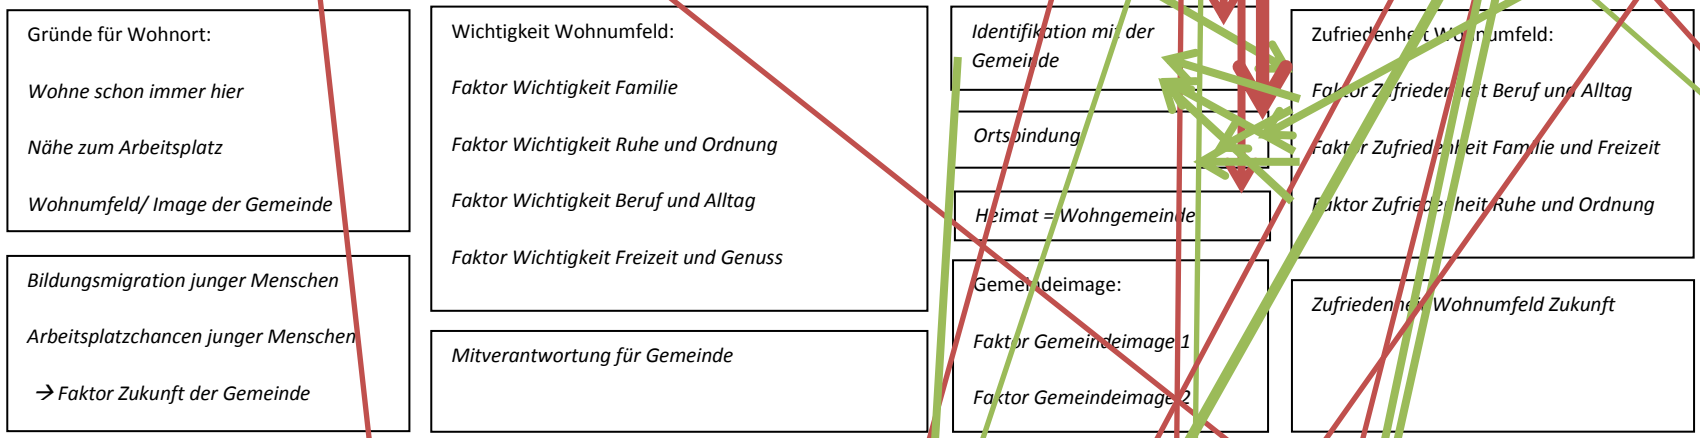 Gründe für Wohnort:
Wohne schon immer hier
Nähe zum Arbeitsplatz
Wohnumfeld/ Image der Gemeinde
Bildungsmigration junger Menschen
Arbeitsplatzchancen junger Menschen
→ Faktor Zukunft der Gemeinde
Wichtigkeit Wohnumfeld:
Faktor Wichtigkeit Familie
Faktor Wichtigkeit Ruhe und Ordnung
Faktor Wichtigkeit Beruf und Alltag
Faktor Wichtigkeit Freizeit und Genuss
Mitverantwortung für Gemeinde
Identifikation mit der
Gemeinde
Ortsbindung
Heimat = Wohngemeinde
Gemeindeimage:
Faktor Gemeindeimage 1
Faktor Gemeindeimage 2
Zufriedenheit Wohnumfeld:
Faktor Zufriedenheit Beruf und Alltag
Faktor Zufriedenheit Familie und Freizeit
Faktor Zufriedenheit Ruhe und Ordnung
Zufriedenheit Wohnumfeld Zukunft